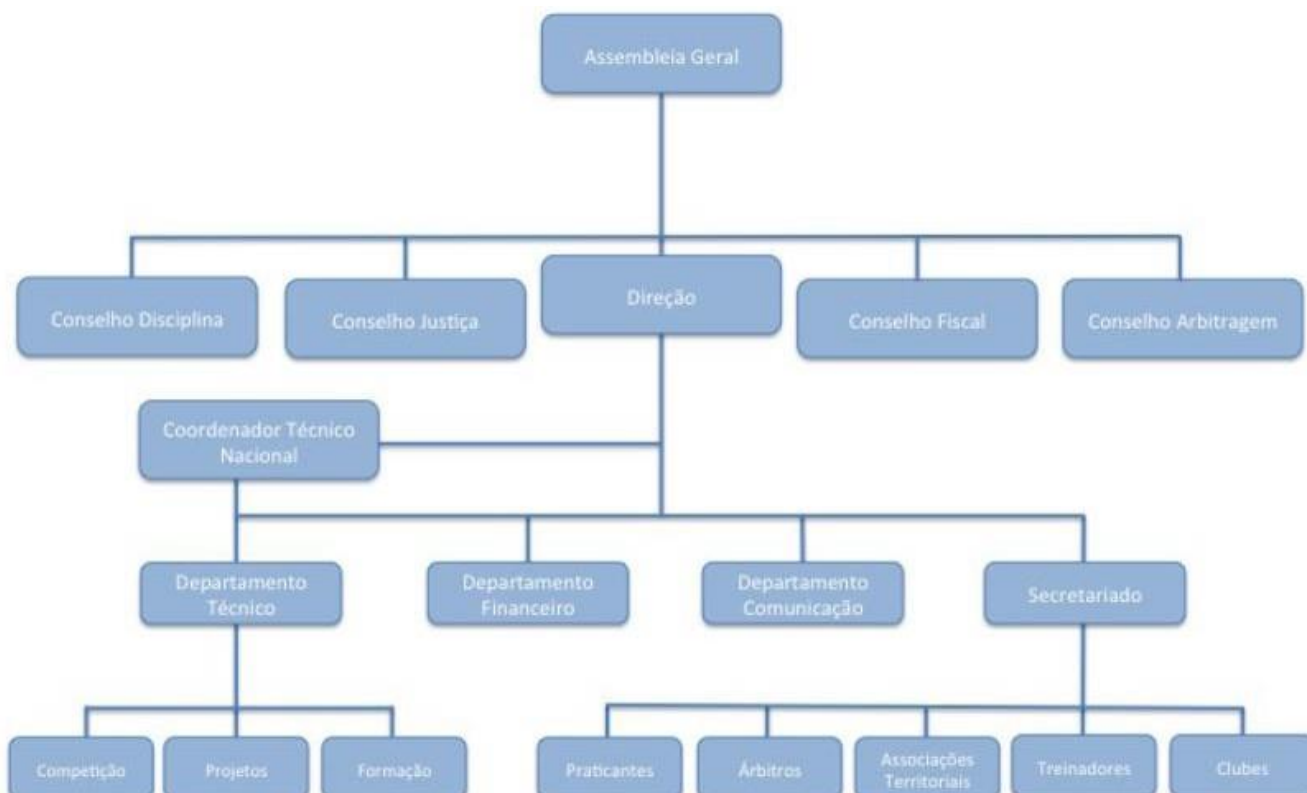 Assembleia Geral
Conselho Disciplina
Conselho Justiça
Direção
Conselho Fiscal
Conselho Arbitragem
Coordenador Técnico
Nacional
Departamento
Técnico
Departamento
Financeiro
Departamento
Comunicação
Secretariado
Competição
Projetos
Formação
Praticantes
Árbitros
Associações
Territoriais
Treinadores
Clubes